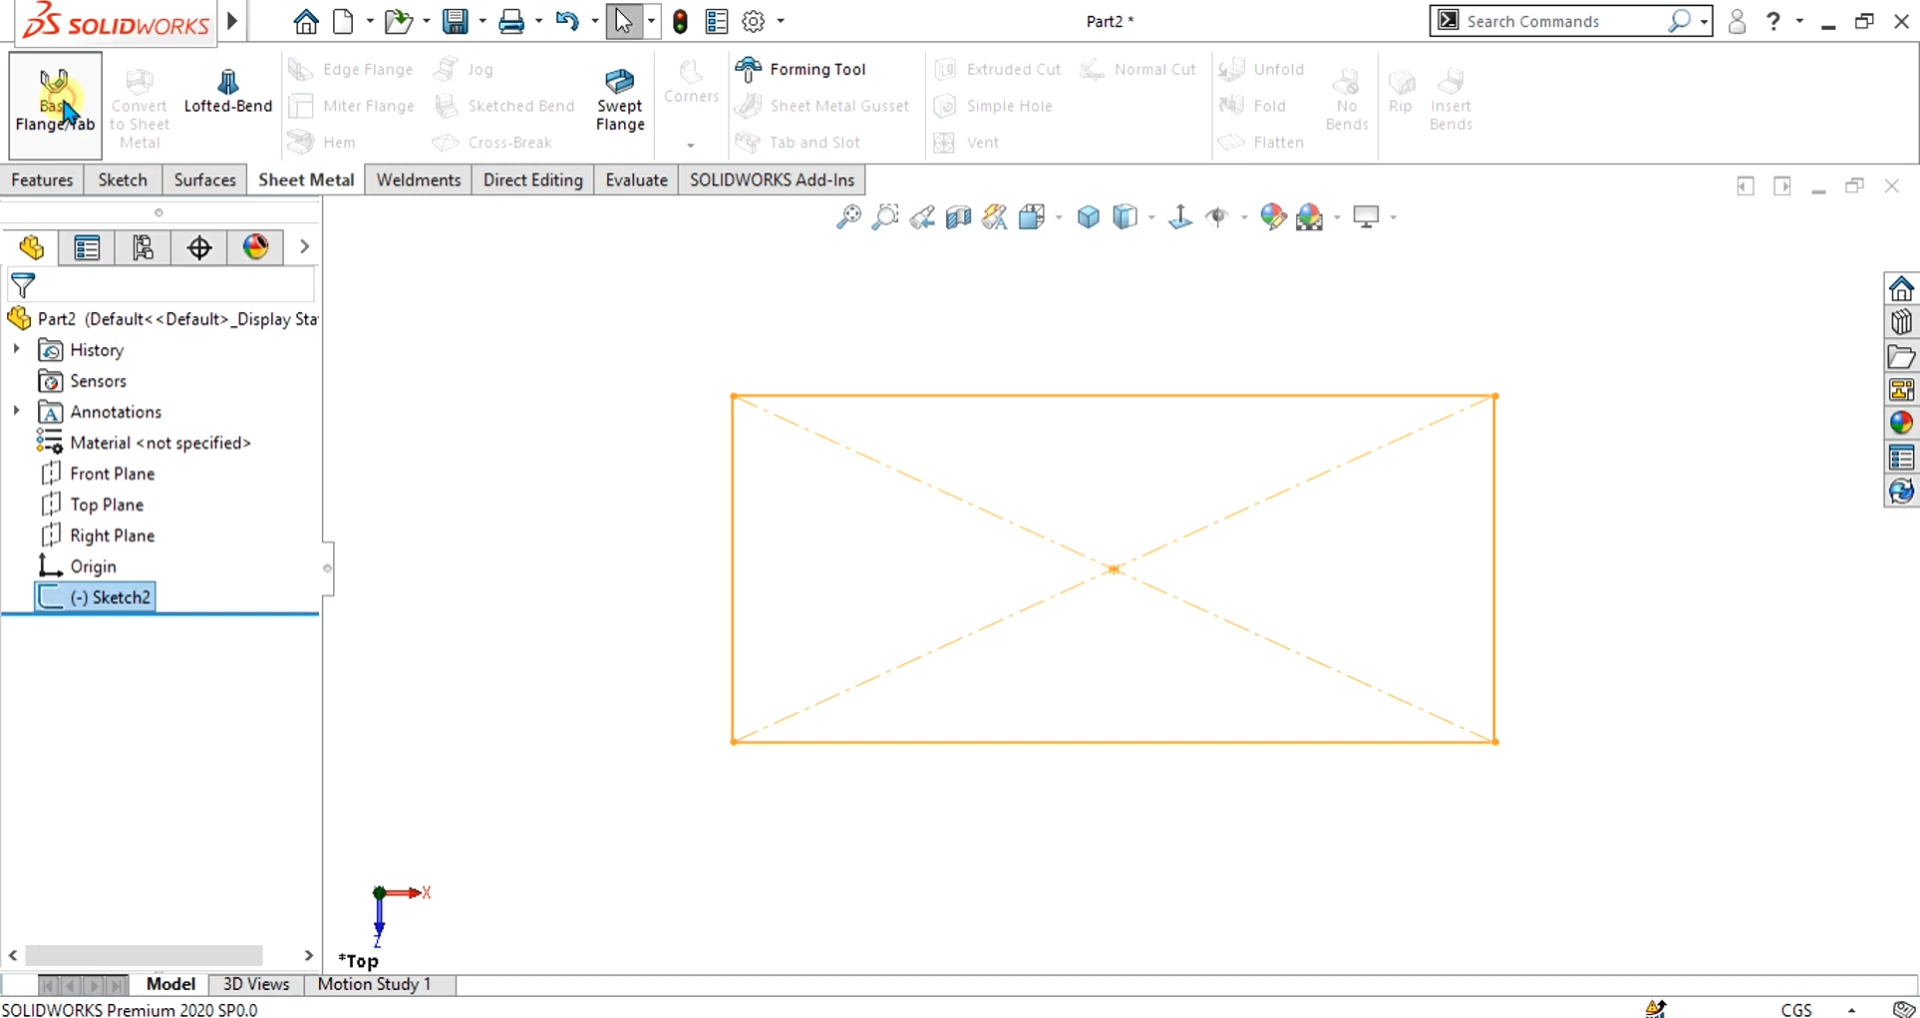 SOLIDWORKS
Part2 *
Search Commands
?
Flange/Tab
Convert
to Sheet
Metal
Lofted-Bend
Edge Flange
Miter Flange
Hem
Jog
Sketched Bend
Cross-Break
Swept
Flange
Corners
Forming Tool
Sheet Metal Gusset
Tab and Slot
Extruded Cut
Simple Hole
Vent
Normal Cut
Unfold
Fold
Flatten
No
Bends
Rip
Insert
Bends
Features
Sketch
Surfaces
Sheet Metal
Weldments
Direct Editing
Evaluate
SOLIDWORKS Add-Ins
Part2 (Default<<Default>_Display Sta
History
Sensors
Annotations
Material <not specified>
Front Plane
Top Plane
Right Plane
Origin
(-) Sketch2
X
Z
*Top
Model
3D Views
Motion Study 1
SOLIDWORKS Premium 2020 SP0.0
CGS